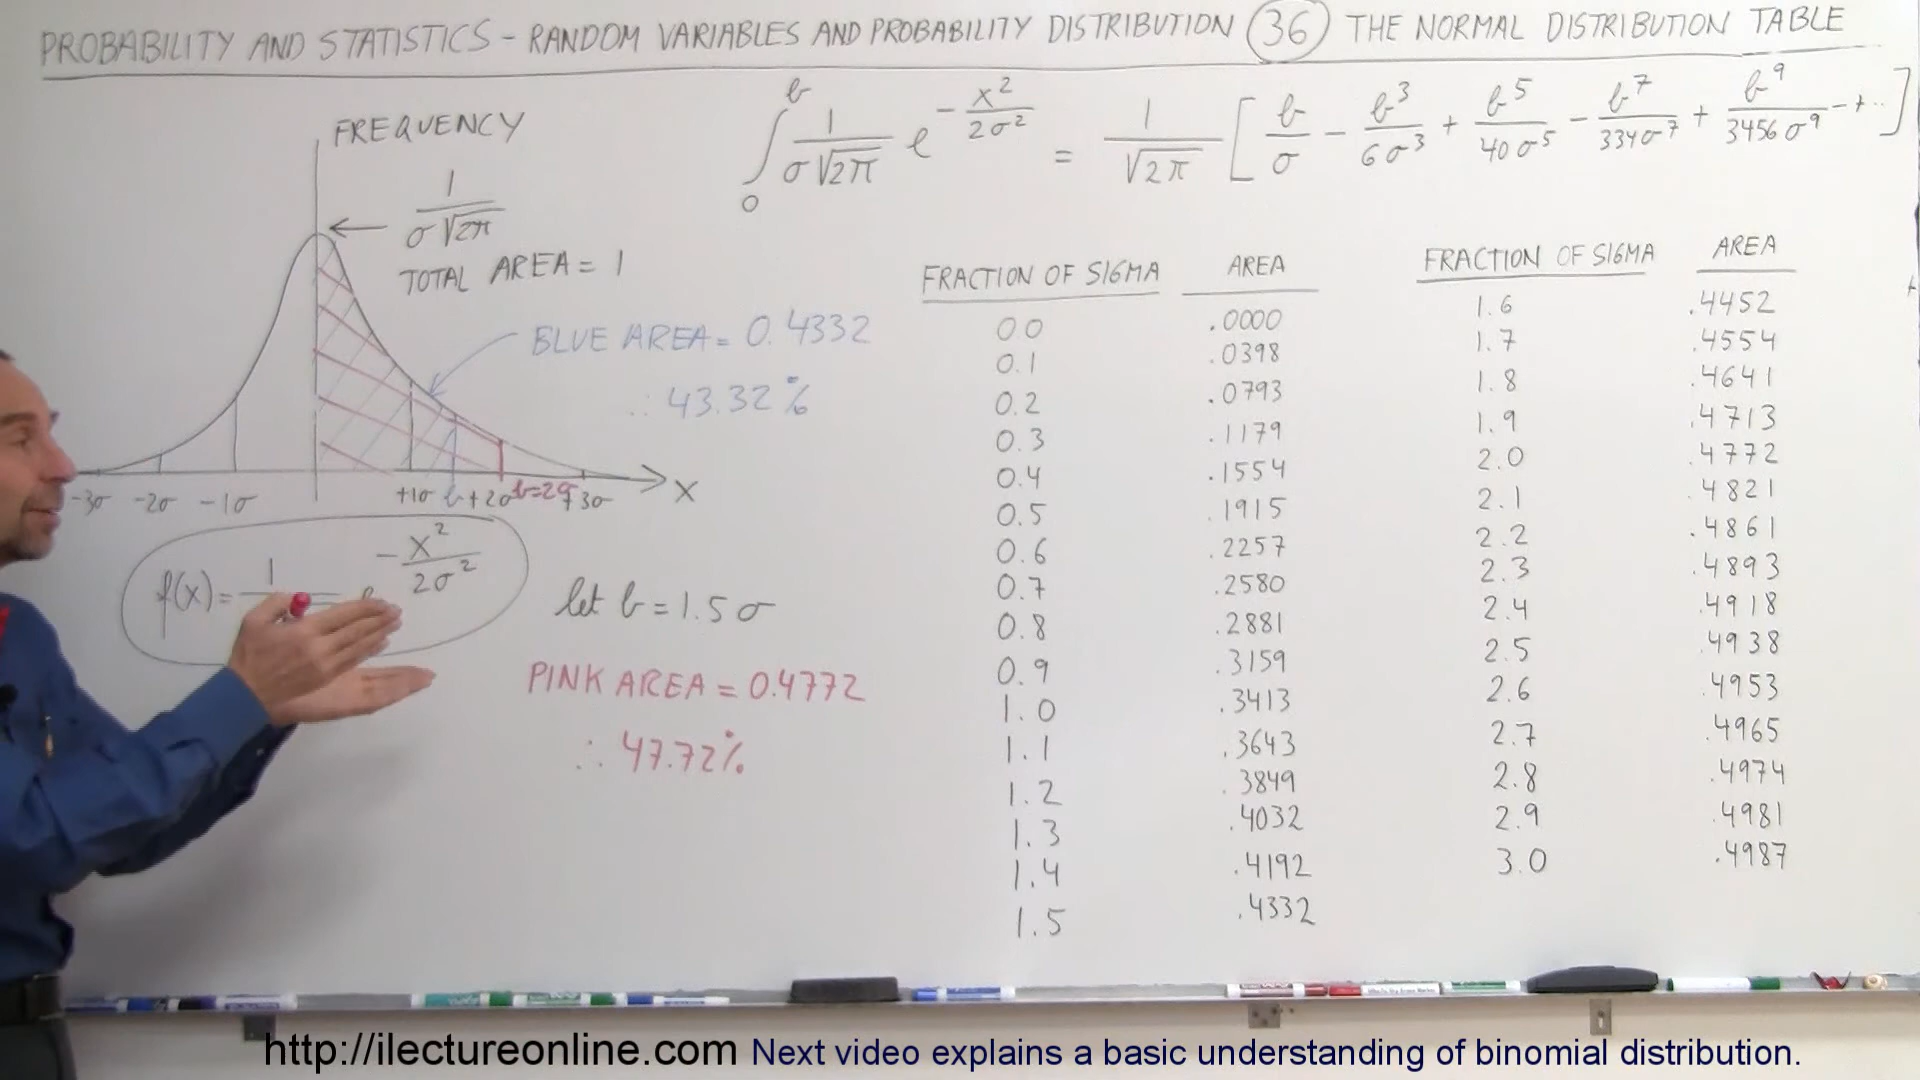 PROBABILITY AND STATISTICS - RANDOM VARIABLES AND PROBABILITY DISTRIBUTION (36) THE NORMAL DISTRIBUTION TABLE
∫₀ᵇ 1/(σ√2π) e^(-x²/2σ²) = 1/√2π [b/σ - b³/6σ³ + b⁵/40σ⁵ - b⁷/334σ⁷ + b⁹/3456σ⁹ - + ..]
FREQUENCY
← 1/(σ√2π)
TOTAL AREA = 1
BLUE AREA = 0.4332
∴ 43.32%
-3σ -2σ -1σ +1σ b +2σ b=2σ +3σ X
f(x) = 1 e^(-x²/2σ²)
let b = 1.5σ
PINK AREA = 0.4772
∴ 47.72%
FRACTION OF SIGMA AREA
0.0 .0000
0.1 .0398
0.2 .0793
0.3 .1179
0.4 .1554
0.5 .1915
0.6 .2257
0.7 .2580
0.8 .2881
0.9 .3159
1.0 .3413
1.1 .3643
1.2 .3849
1.3 .4032
1.4 .4192
1.5 .4332
FRACTION OF SIGMA AREA
1.6 .4452
1.7 .4554
1.8 .4641
1.9 .4713
2.0 .4772
2.1 .4821
2.2 .4861
2.3 .4893
2.4 .4918
2.5 .4938
2.6 .4953
2.7 .4965
2.8 .4974
2.9 .4981
3.0 .4987
http://ilectureonline.com Next video explains a basic understanding of binomial distribution.